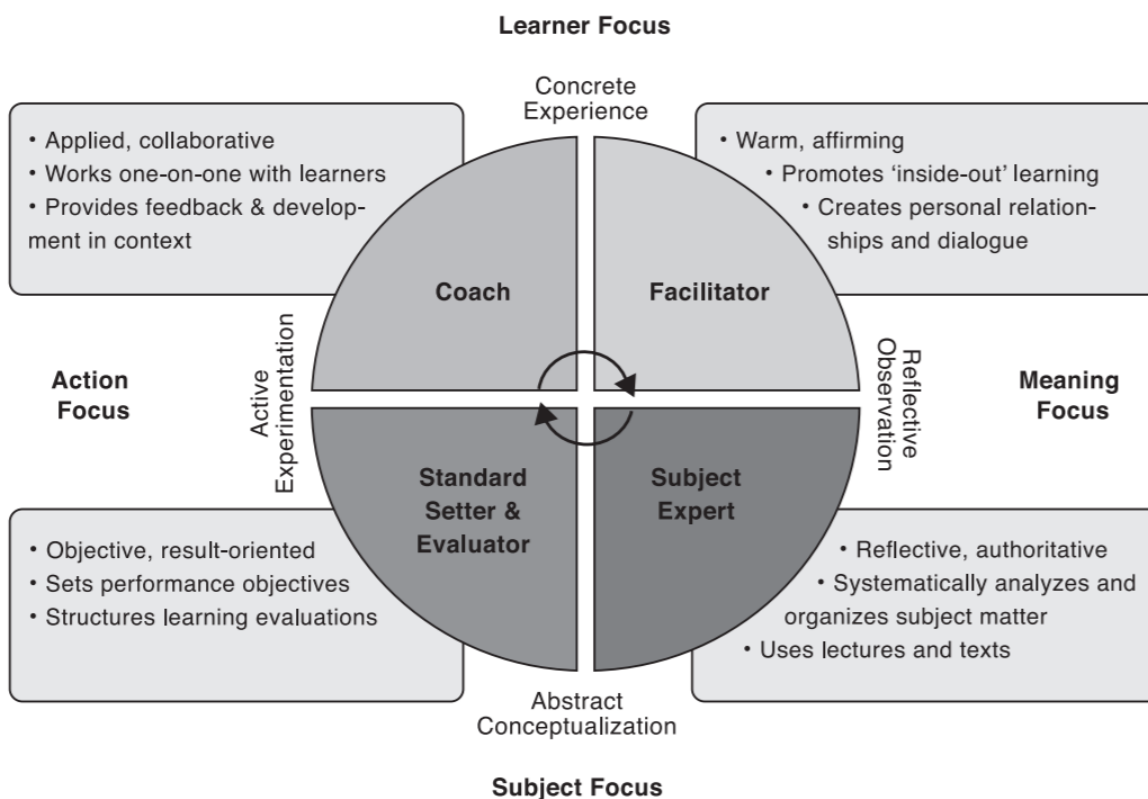 Learner Focus
Concrete
Experience
• Applied, collaborative
• Works one-on-one with learners
• Provides feedback & develop-
ment in context
• Warm, affirming
• Promotes ‘inside-out’ learning
• Creates personal relation-
ships and dialogue
Coach
Facilitator
Action
Focus
Active
Experimentation
Reflective
Observation
Meaning
Focus
Standard
Setter &
Evaluator
Subject
Expert
• Objective, result-oriented
• Sets performance objectives
• Structures learning evaluations
• Reflective, authoritative
• Systematically analyzes and
organizes subject matter
• Uses lectures and texts
Abstract
Conceptualization
Subject Focus